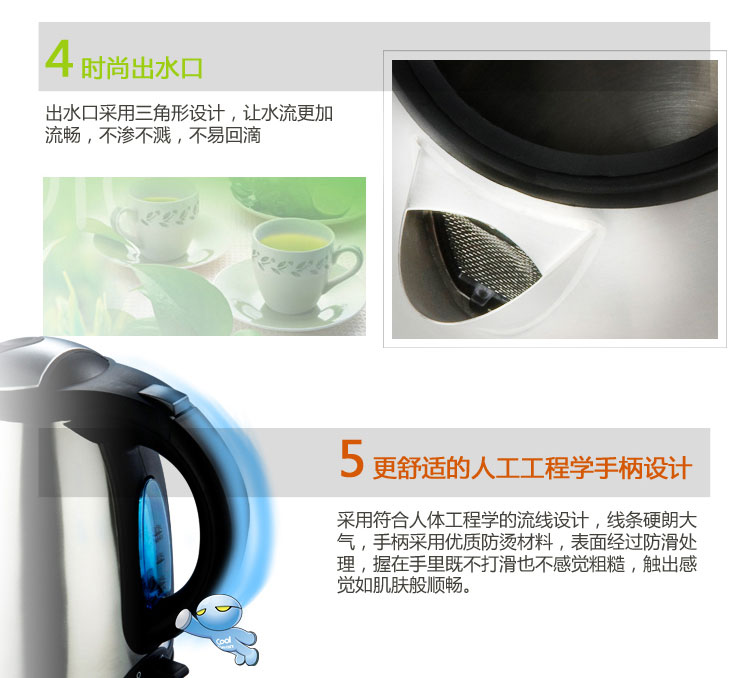 4 时尚出水口
出水口采用三角形设计，让水流更加
流畅，不渗不溅，不易回滴
5 更舒适的人工工程学手柄设计
采用符合人体工程学的流线设计，线条硬朗大
气，手柄采用优质防烫材料，表面经过防滑处
理，握在手里既不打滑也不感觉粗糙，触出感
觉如肌肤般顺畅。
Cool